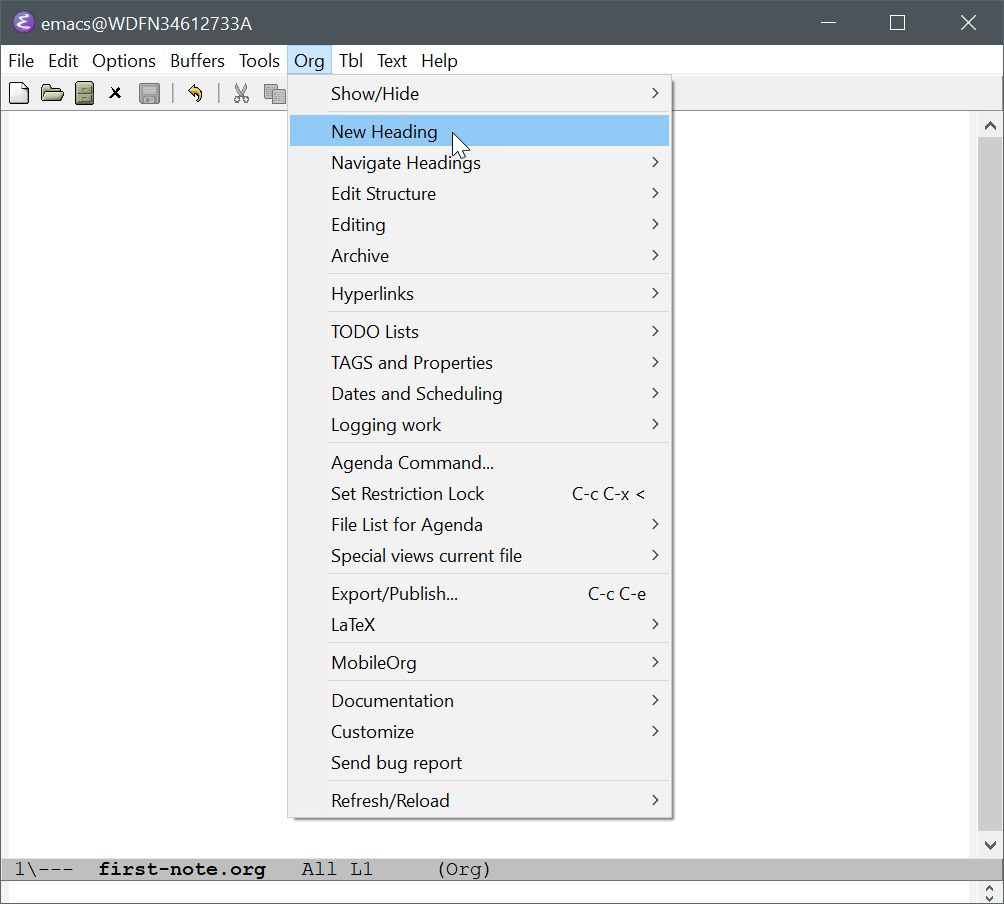 emacs@WDFN34612733A
File Edit Options Buffers Tools Org Tbl Text Help
Show/Hide
New Heading
Navigate Headings
Edit Structure
Editing
Archive
Hyperlinks
TODO Lists
TAGS and Properties
Dates and Scheduling
Logging work
Agenda Command...
Set Restriction Lock C-c C-x <
File List for Agenda
Special views current file
Export/Publish... C-c C-e
LaTeX
MobileOrg
Documentation
Customize
Send bug report
Refresh/Reload
1\--- first-note.org All L1 (Org)